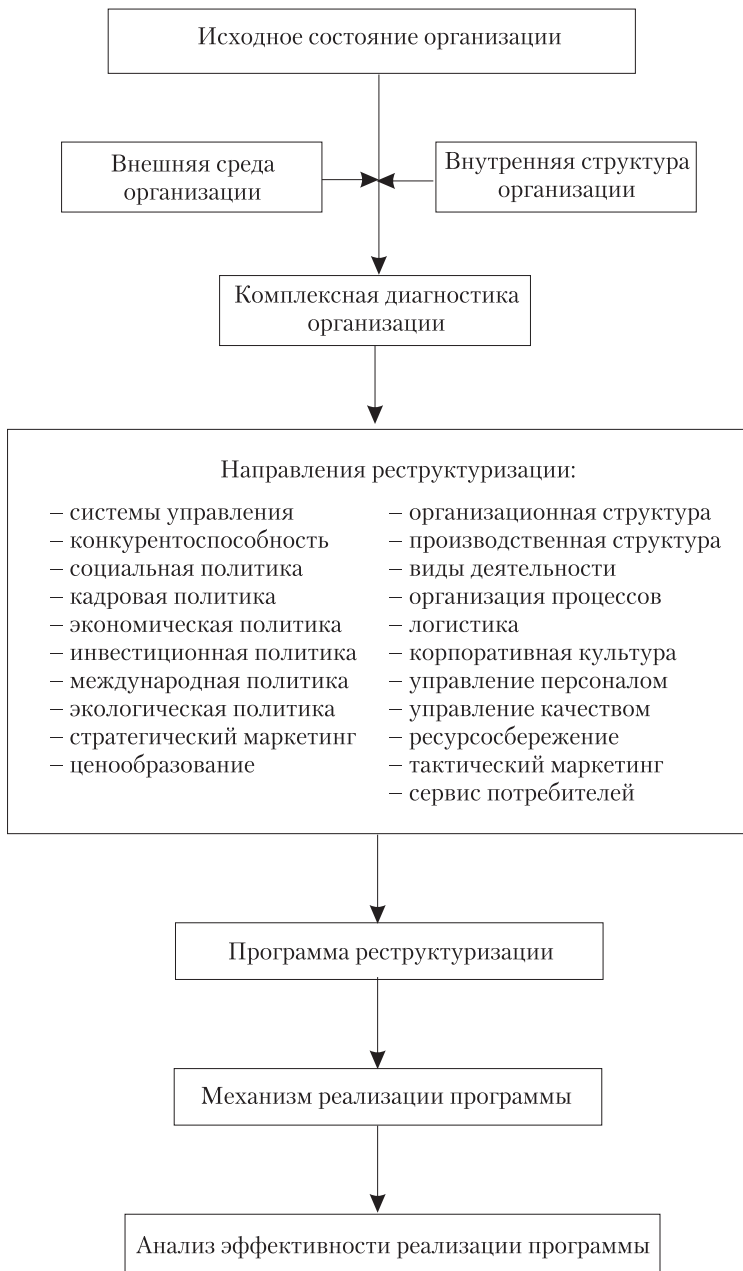 Исходное состояние организации
Внешняя среда
организации
Внутренняя структура
организации
Комплексная диагностика
организации
Направления реструктуризации:
– системы управления
– конкурентоспособность
– социальная политика
– кадровая политика
– экономическая политика
– инвестиционная политика
– международная политика
– экологическая политика
– стратегический маркетинг
– ценообразование
– организационная структура
– производственная структура
– виды деятельности
– организация процессов
– логистика
– корпоративная культура
– управление персоналом
– управление качеством
– ресурсосбережение
– тактический маркетинг
– сервис потребителей
Программа реструктуризации
Механизм реализации программы
Анализ эффективности реализации программы